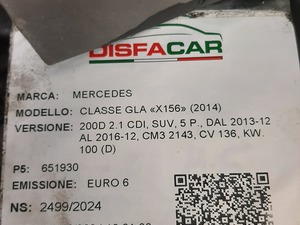 DISFACAR
MARCA: MERCEDES
MODELLO: CLASSE GLA «X156» (2014)
VERSIONE: 200D 2.1 CDI, SUV, 5 P., DAL 2013-12
AL 2016-12, CM3 2143, CV 136, KW.
100 (D)
P5: 651930
EMISSIONE: EURO 6
NS: 2499/2024